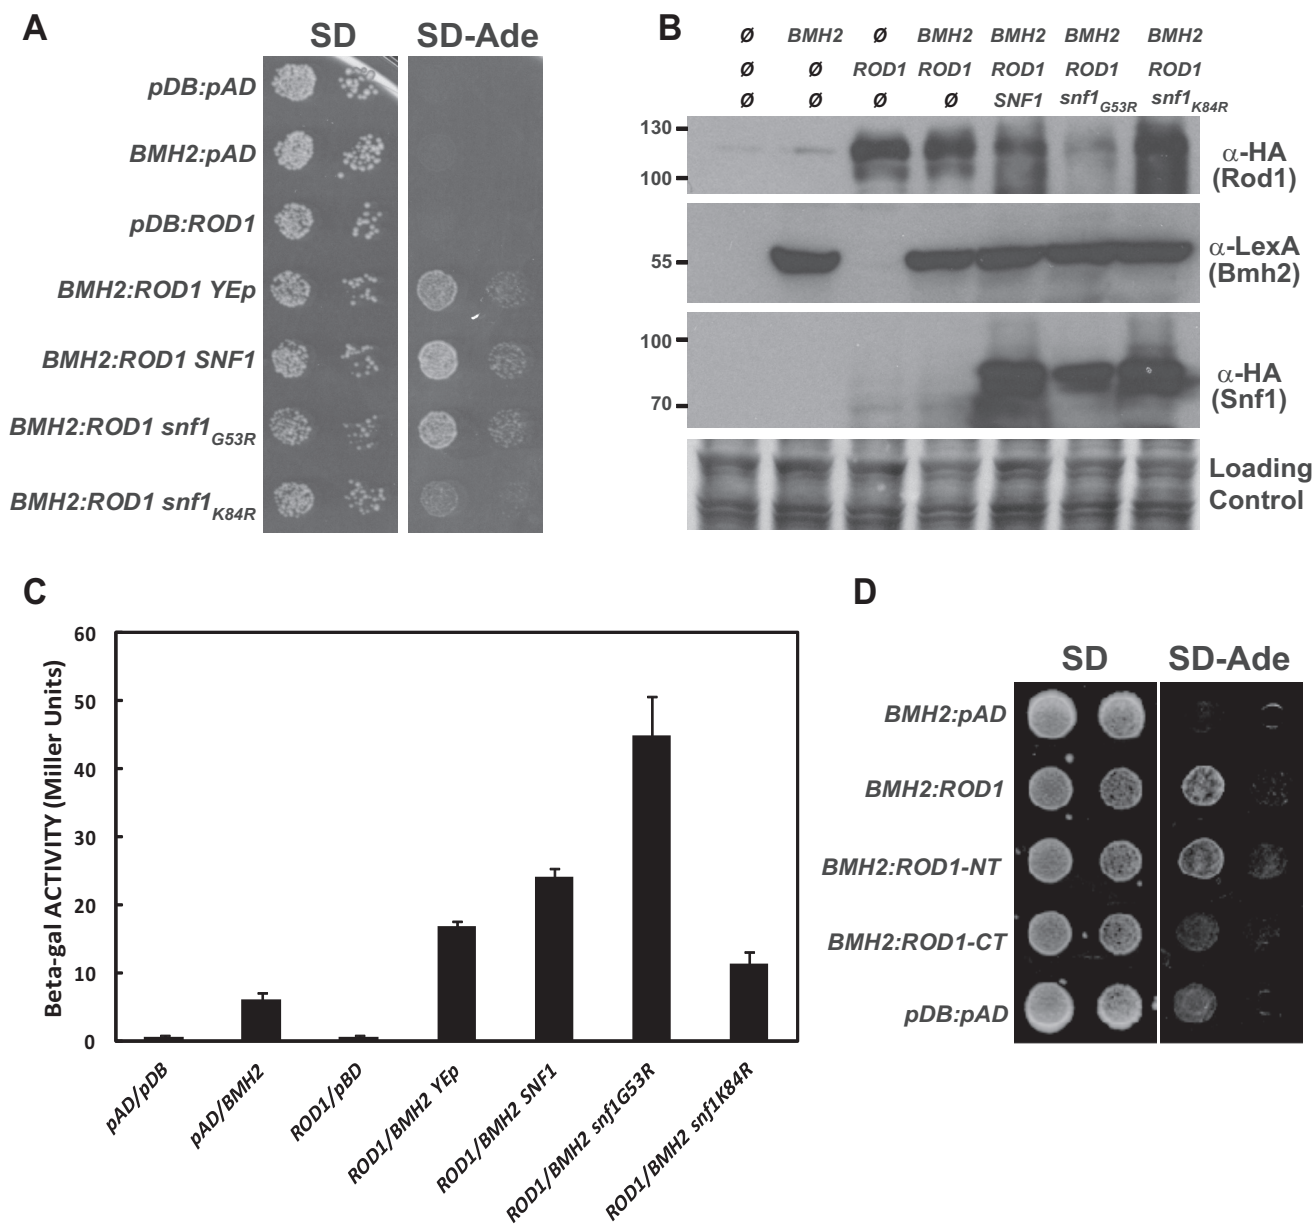 A
SD SD-Ade
pDB:pAD
BMH2:pAD
pDB:ROD1
BMH2:ROD1 YEp
BMH2:ROD1 SNF1
BMH2:ROD1 snf1G53R
BMH2:ROD1 snf1K84R
B
Ø BMH2 Ø BMH2 BMH2 BMH2 BMH2
Ø Ø ROD1 ROD1 ROD1 ROD1 ROD1
Ø Ø Ø Ø SNF1 snf1G53R snf1K84R
130
100
α-HA
(Rod1)
55
α-LexA
(Bmh2)
100
70
α-HA
(Snf1)
Loading
Control
C
Beta-gal ACTIVITY (Miller Units)
60
50
40
30
20
10
0
pAD/pDB
pAD/BMH2
ROD1/pBD
ROD1/BMH2 YEp
ROD1/BMH2 SNF1
ROD1/BMH2 snf1G53R
ROD1/BMH2 snf1K84R
D
SD SD-Ade
BMH2:pAD
BMH2:ROD1
BMH2:ROD1-NT
BMH2:ROD1-CT
pDB:pAD